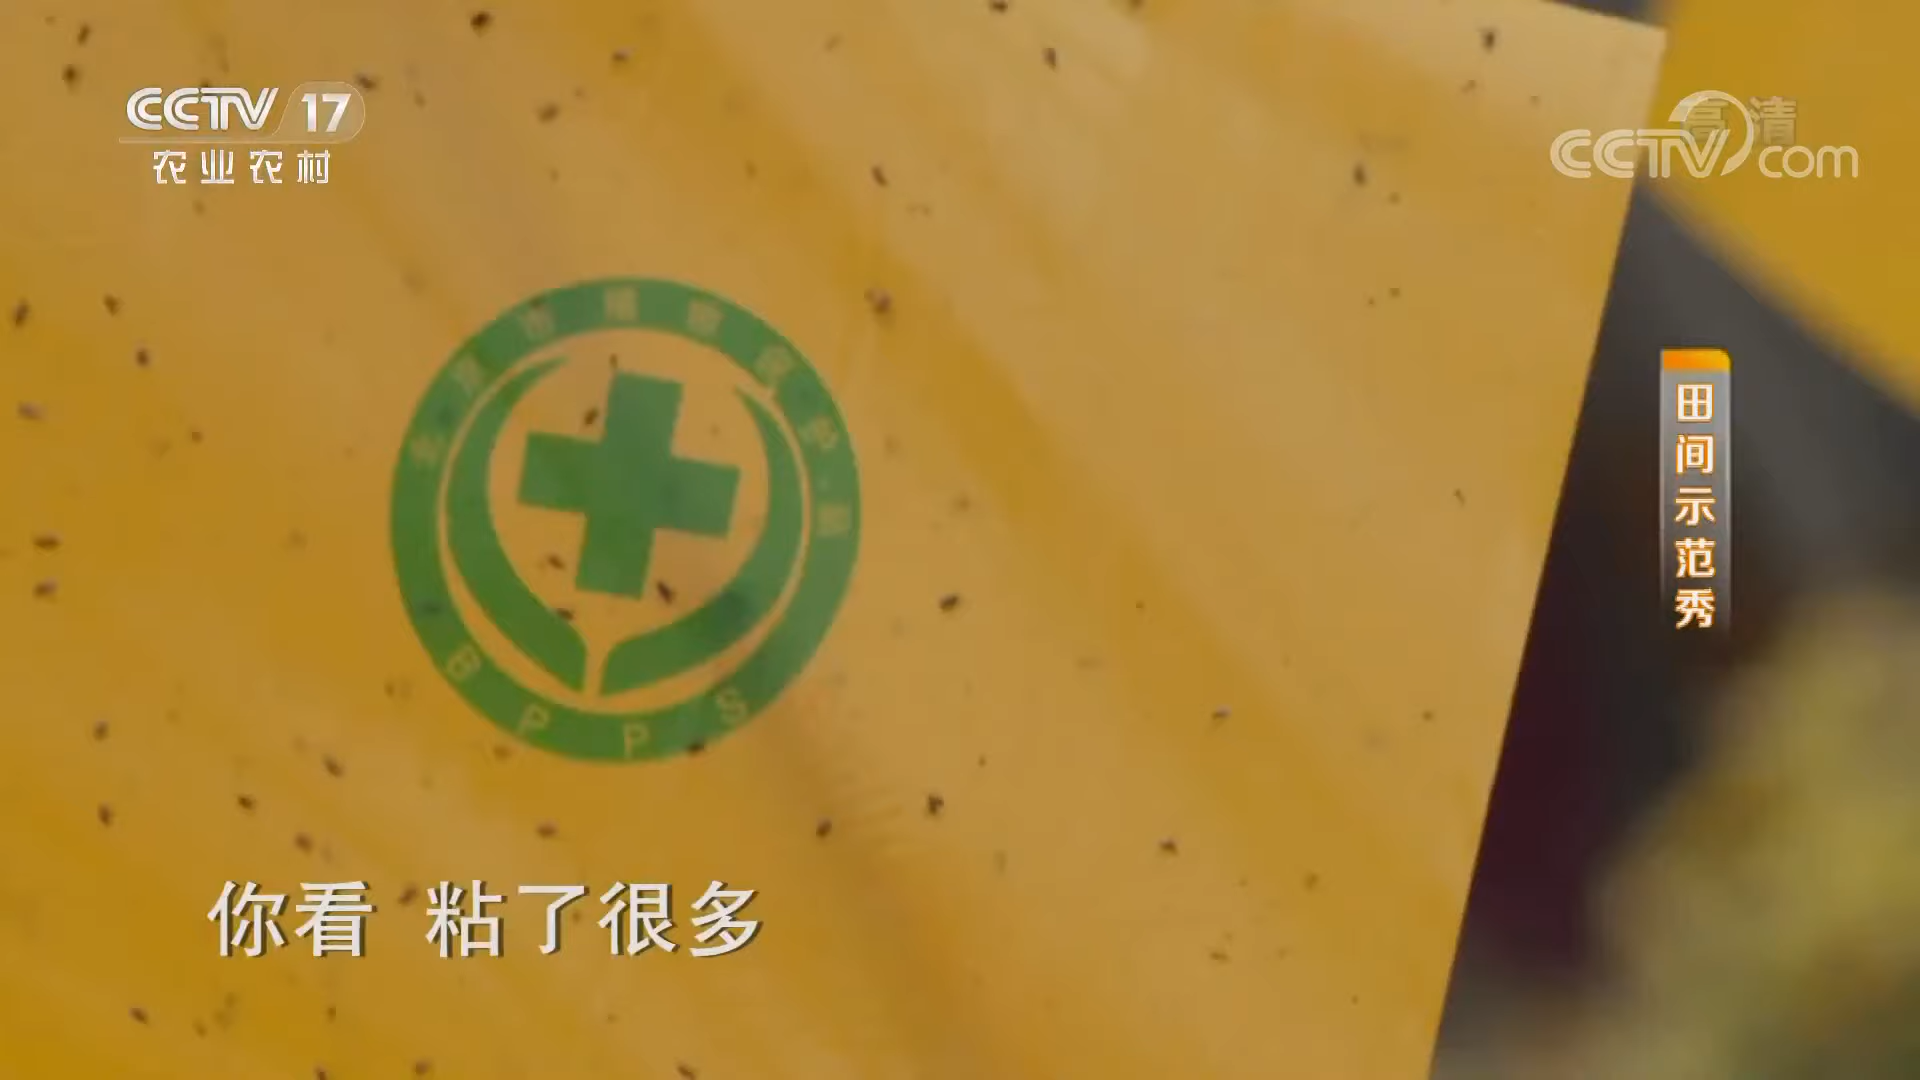 CCTV 17
农业农村
高清
CCTV com
田间示范秀
BPPS
你看 粘了很多